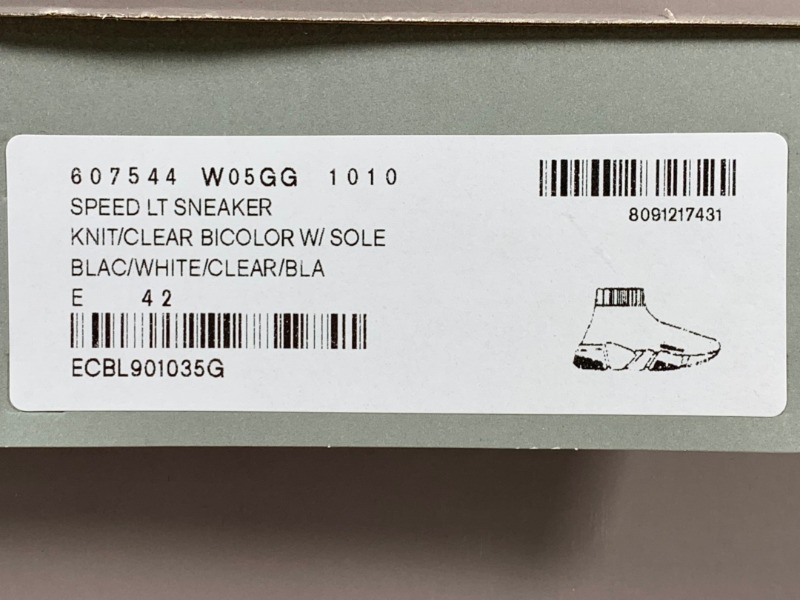 607544 W05GG 1010
SPEED LT SNEAKER
KNIT/CLEAR BICOLOR W/ SOLE
BLAC/WHITE/CLEAR/BLA
E 42
ECBL901035G
8091217431